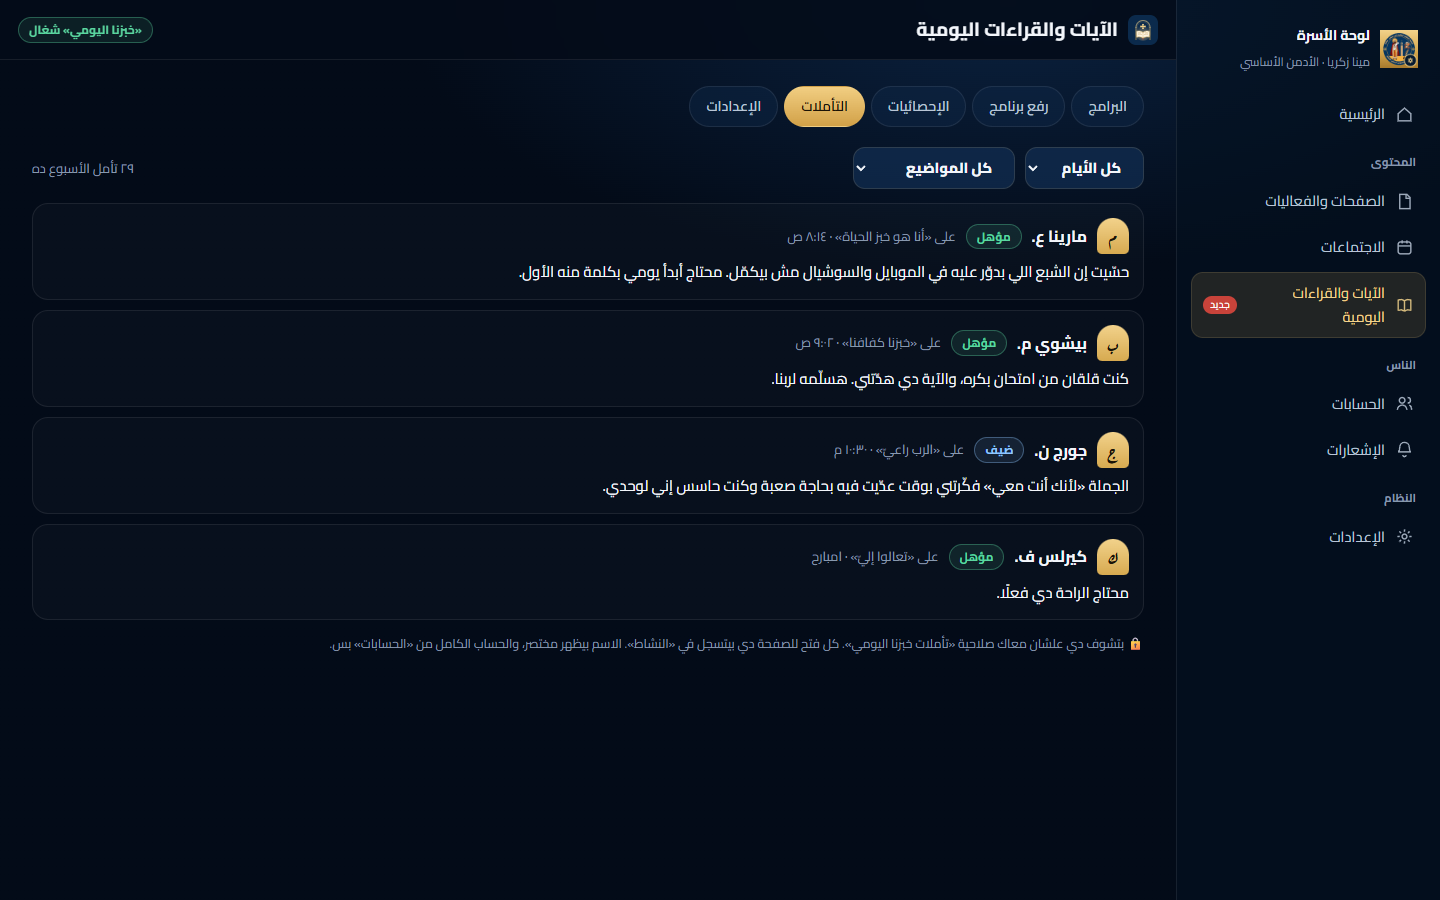 لوحة الأسرة
مينا زكريا · الأدمن الأساسي
الرئيسية
المحتوى
الصفحات والفعاليات
الاجتماعات
الآيات والقراءات
اليومية
جديد
الناس
الحسابات
الإشعارات
النظام
الإعدادات
الآيات والقراءات اليومية
«خبزنا اليومي» شغال
البرامج
رفع برنامج
الإحصائيات
التأملات
الإعدادات
كل الأيام
كل المواضيع
٢٩ تأمل الأسبوع ده
م
مارينا ع.
مؤهل
على «أنا هو خبز الحياة» · ٨:١٤ ص
حسّيت إن الشبع اللي بدوّر عليه في الموبايل والسوشيال مش بيكمّل. محتاج أبدأ يومي بكلمة منه الأول.
ب
بيشوي م.
مؤهل
على «خبزنا كفافنا» · ٩:٢٠ ص
كنت قلقان من امتحان بكره، والآية دي هدّتني. هسلّمه لربنا.
ج
جورج ن.
ضيف
على «الرب راعيّ» · ١٠:٣٠ م
الجملة «لأنك أنت معي» فكّرتني بوقت عدّيت فيه بحاجة صعبة وكنت حاسس إني لوحدي.
ك
كيرلس ف.
مؤهل
على «تعالوا إليّ» · امبارح
محتاج الراحة دي فعلًا.
بتشوف دي علشان معاك صلاحية «تأملات خبزنا اليومي». كل فتح للصفحة دي بيتسجل في «النشاط». الاسم بيظهر مختصر، والحساب الكامل من «الحسابات» بس.